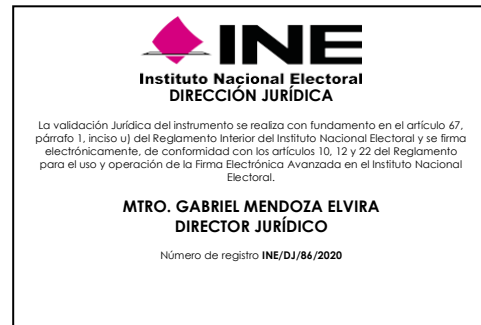 INE
Instituto Nacional Electoral
DIRECCIÓN JURÍDICA
La validación Jurídica del instrumento se realiza con fundamento en el artículo 67,
párrafo 1, inciso u) del Reglamento Interior del Instituto Nacional Electoral y se firma
electrónicamente, de conformidad con los artículos 10, 12 y 22 del Reglamento
para el uso y operación de la Firma Electrónica Avanzada en el Instituto Nacional
Electoral.
MTRO. GABRIEL MENDOZA ELVIRA
DIRECTOR JURÍDICO
Número de registro INE/DJ/86/2020